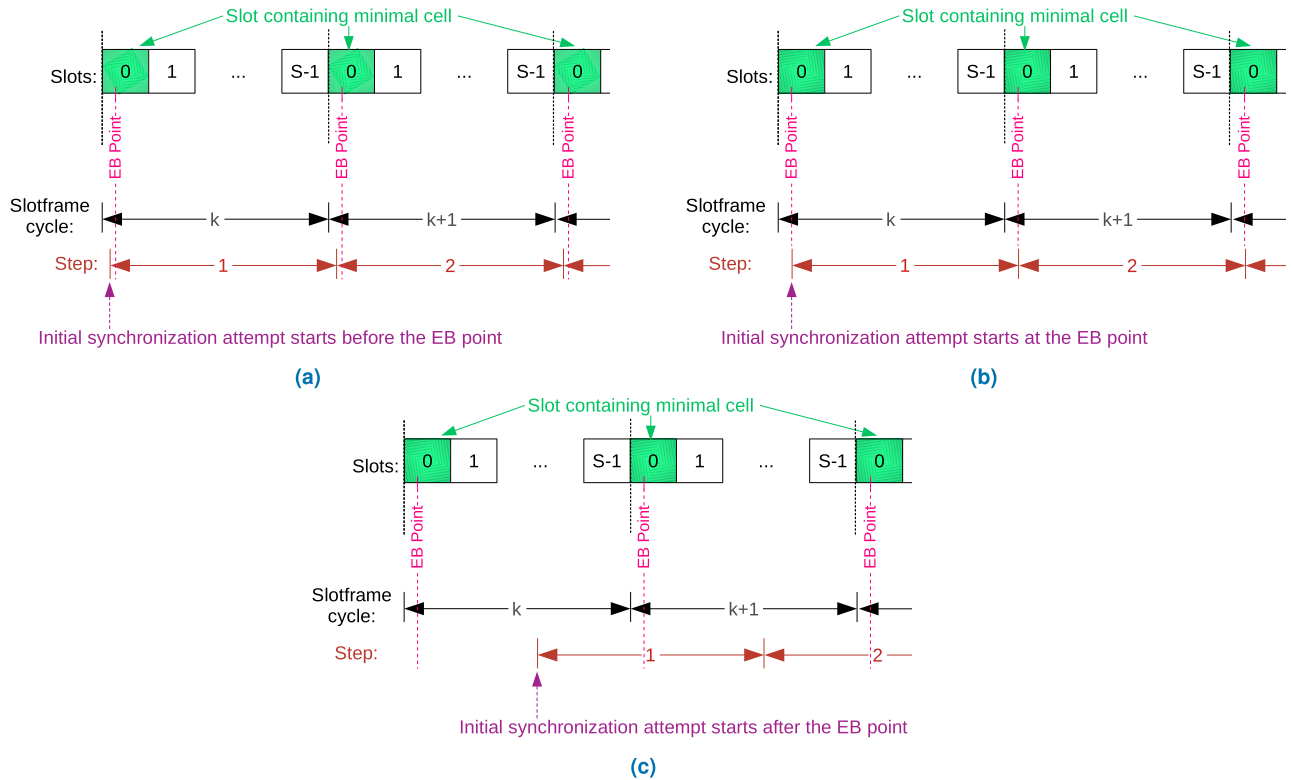 Slot containing minimal cell
Slots: 0 1 ... S-1 0 1 ... S-1 0
EB Point EB Point EB Point
Slotframe
cycle: k k+1
Step: 1 2
Initial synchronization attempt starts before the EB point
(a)
Slot containing minimal cell
Slots: 0 1 ... S-1 0 1 ... S-1 0
EB Point EB Point EB Point
Slotframe
cycle: k k+1
Step: 1 2
Initial synchronization attempt starts at the EB point
(b)
Slot containing minimal cell
Slots: 0 1 ... S-1 0 1 ... S-1 0
EB Point EB Point EB Point
Slotframe
cycle: k k+1
Step: 1 2
Initial synchronization attempt starts after the EB point
(c)